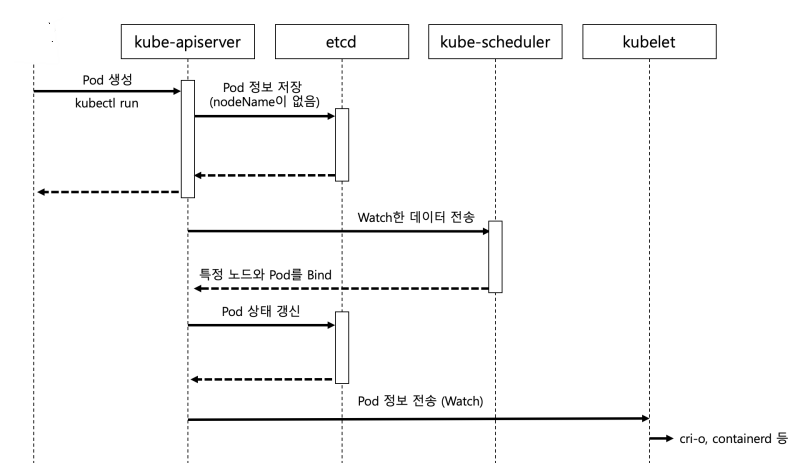 kube-apiserver
etcd
kube-scheduler
kubelet
Pod 생성
kubectl run
Pod 정보 저장
(nodeName이 없음)
Watch한 데이터 전송
특정 노드와 Pod를 Bind
Pod 상태 갱신
Pod 정보 전송 (Watch)
cri-o, containerd 등